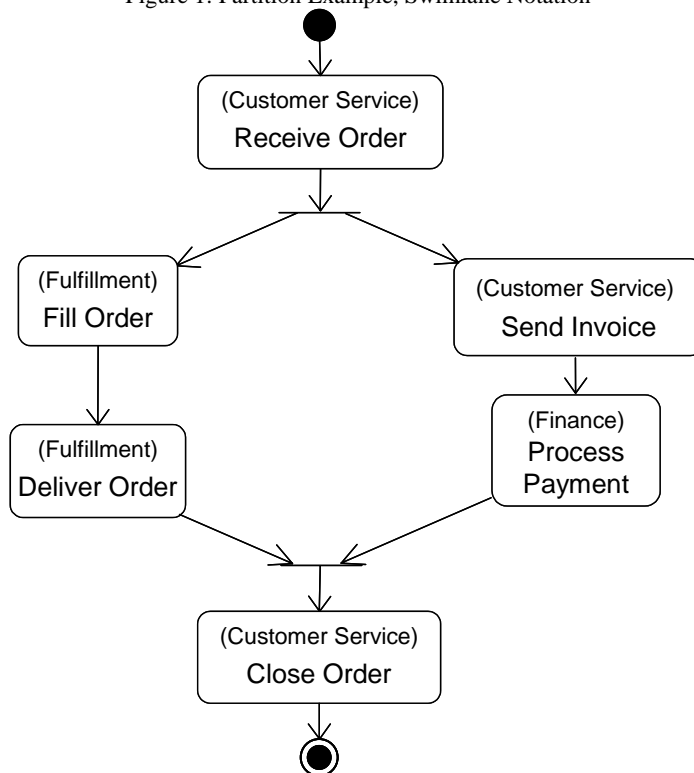 Figure 1: Partition Example, Swimlane Notation
(Customer Service)
Receive Order
(Fulfillment)
Fill Order
(Customer Service)
Send Invoice
(Fulfillment)
Deliver Order
(Finance)
Process
Payment
(Customer Service)
Close Order